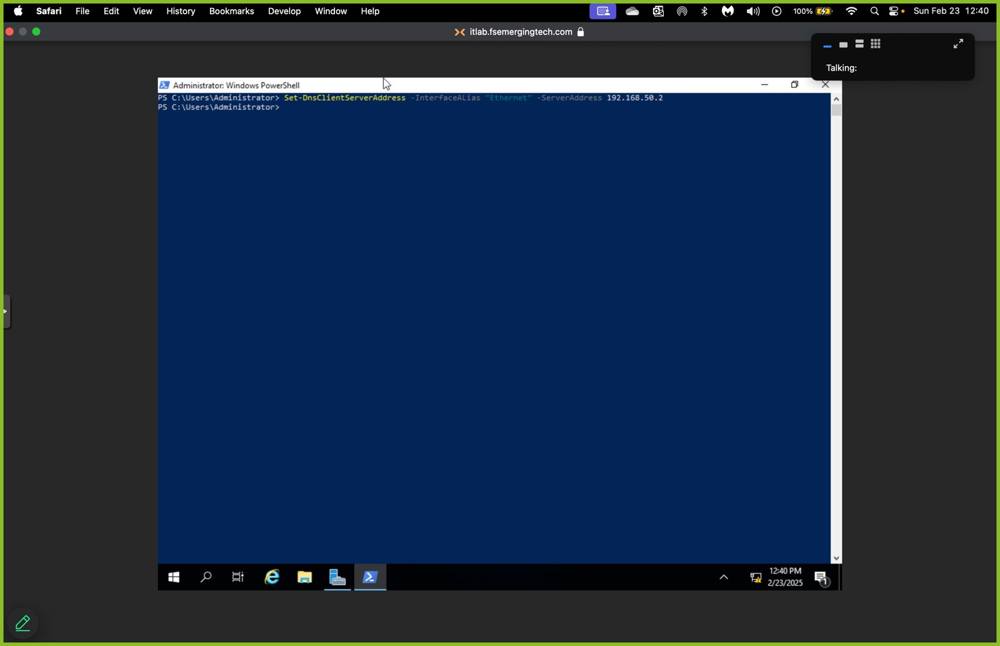 Safari File Edit View History Bookmarks Develop Window Help 100% Sun Feb 23 12:40
itlab.fsemergingtech.com
Talking:
Administrator: Windows PowerShell
PS C:\Users\Administrator> Set-DnsClientServerAddress -InterfaceALias "Ethernet" -ServerAddress 192.168.50.2
PS C:\Users\Administrator>
12:40 PM
2/23/2025
1